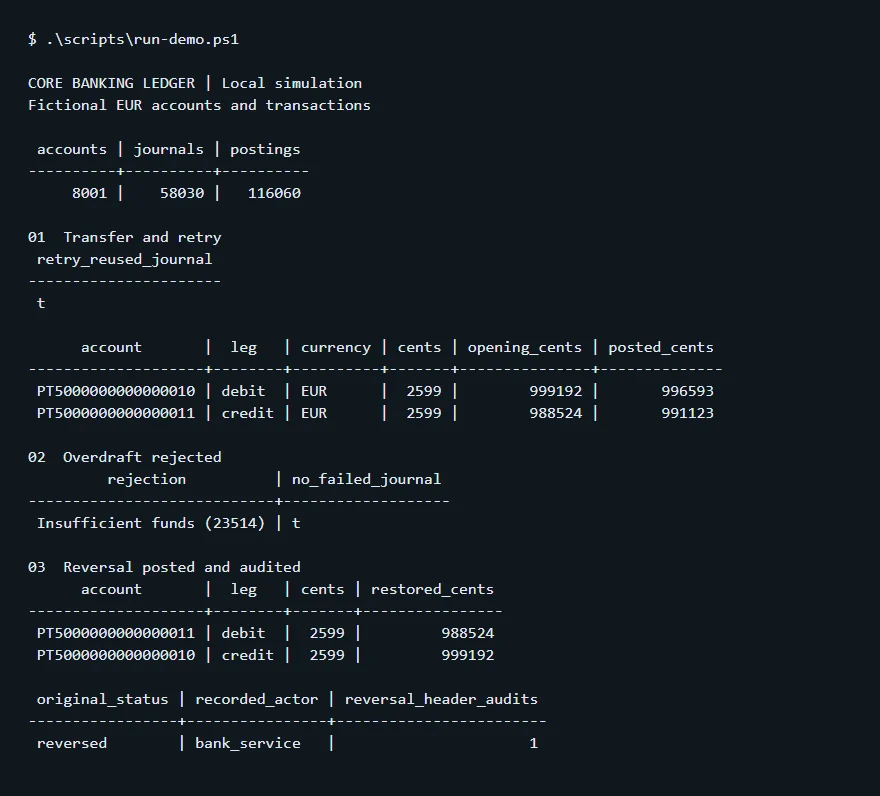 $ .\scripts\run-demo.ps1
CORE BANKING LEDGER | Local simulation
Fictional EUR accounts and transactions
 accounts | journals | postings
----------+----------+----------
     8001 |    58030 |   116060
01  Transfer and retry
 retry_reused_journal
----------------------
 t
      account       |  leg   | currency | cents | opening_cents | posted_cents
--------------------+--------+----------+-------+---------------+--------------
 PT5000000000000010 | debit  | EUR      |  2599 |        999192 |       996593
 PT5000000000000011 | credit | EUR      |  2599 |        988524 |       991123
02  Overdraft rejected
         rejection          | no_failed_journal
----------------------------+-------------------
 Insufficient funds (23514) | t
03  Reversal posted and audited
      account       |  leg   | cents | restored_cents
--------------------+--------+-------+----------------
 PT5000000000000011 | debit  |  2599 |         988524
 PT5000000000000010 | credit |  2599 |         999192
 original_status | recorded_actor | reversal_header_audits
-----------------+----------------+------------------------
 reversed        | bank_service   |                      1